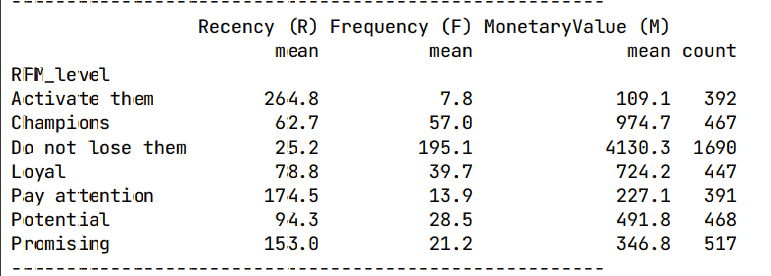 --------------------------------------------------------
Recency (R) Frequency (F) MonetaryValue (M)
mean mean mean count
RFM_level
Activate them 264.8 7.8 109.1 392
Champions 62.7 57.0 974.7 467
Do not lose them 25.2 195.1 4130.3 1690
Loyal 78.8 39.7 724.2 447
Pay attention 174.5 13.9 227.1 391
Potential 94.3 28.5 491.8 468
Promising 153.0 21.2 346.8 517
--------------------------------------------------------